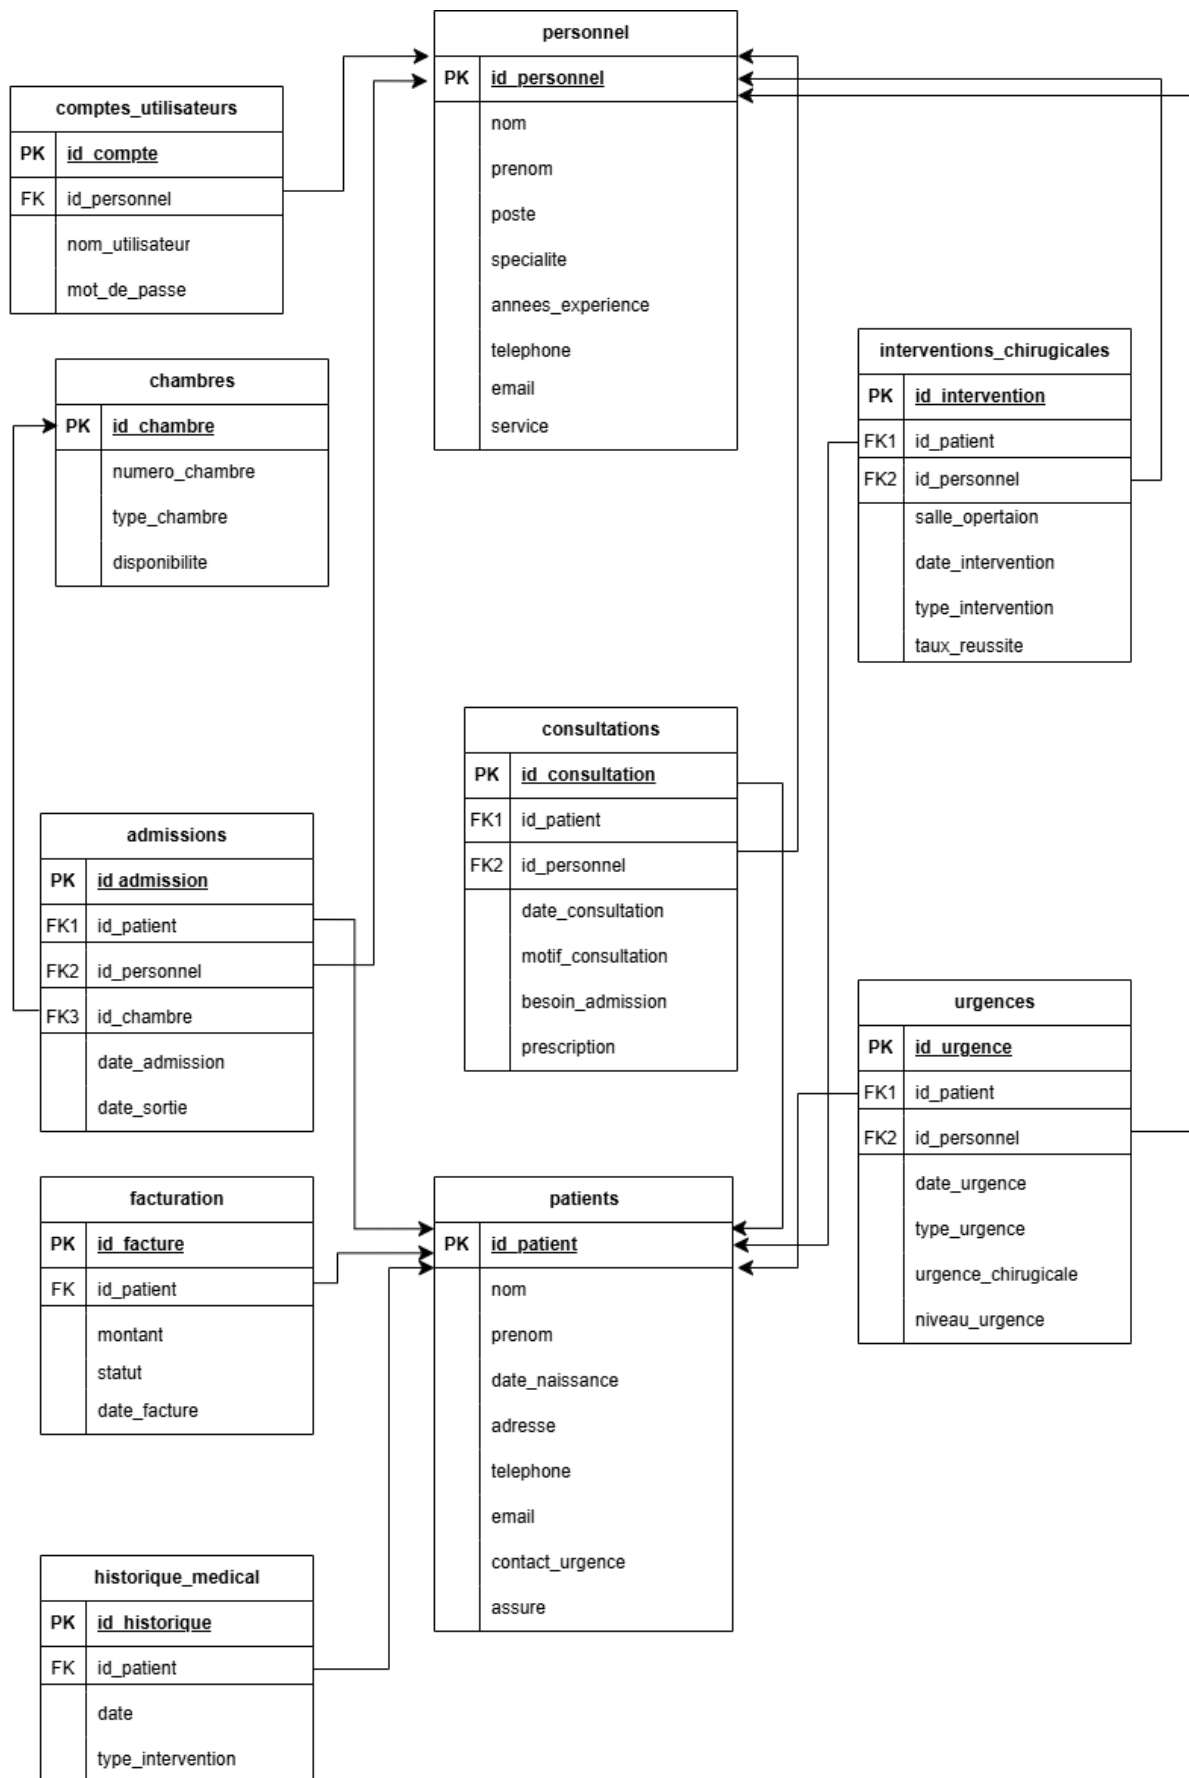 personnel
PK id_personnel
nom
prenom
poste
specialite
annees_experience
telephone
email
service
comptes_utilisateurs
PK id_compte
FK id_personnel
nom_utilisateur
mot_de_passe
chambres
PK id_chambre
numero_chambre
type_chambre
disponibilite
interventions_chirugicales
PK id_intervention
FK1 id_patient
FK2 id_personnel
salle_opertaion
date_intervention
type_intervention
taux_reussite
consultations
PK id_consultation
FK1 id_patient
FK2 id_personnel
date_consultation
motif_consultation
besoin_admission
prescription
admissions
PK id admission
FK1 id_patient
FK2 id_personnel
FK3 id_chambre
date_admission
date_sortie
urgences
PK id_urgence
FK1 id_patient
FK2 id_personnel
date_urgence
type_urgence
urgence_chirugicale
niveau_urgence
facturation
PK id_facture
FK id_patient
montant
statut
date_facture
patients
PK id_patient
nom
prenom
date_naissance
adresse
telephone
email
contact_urgence
assure
historique_medical
PK id_historique
FK id_patient
date
type_intervention